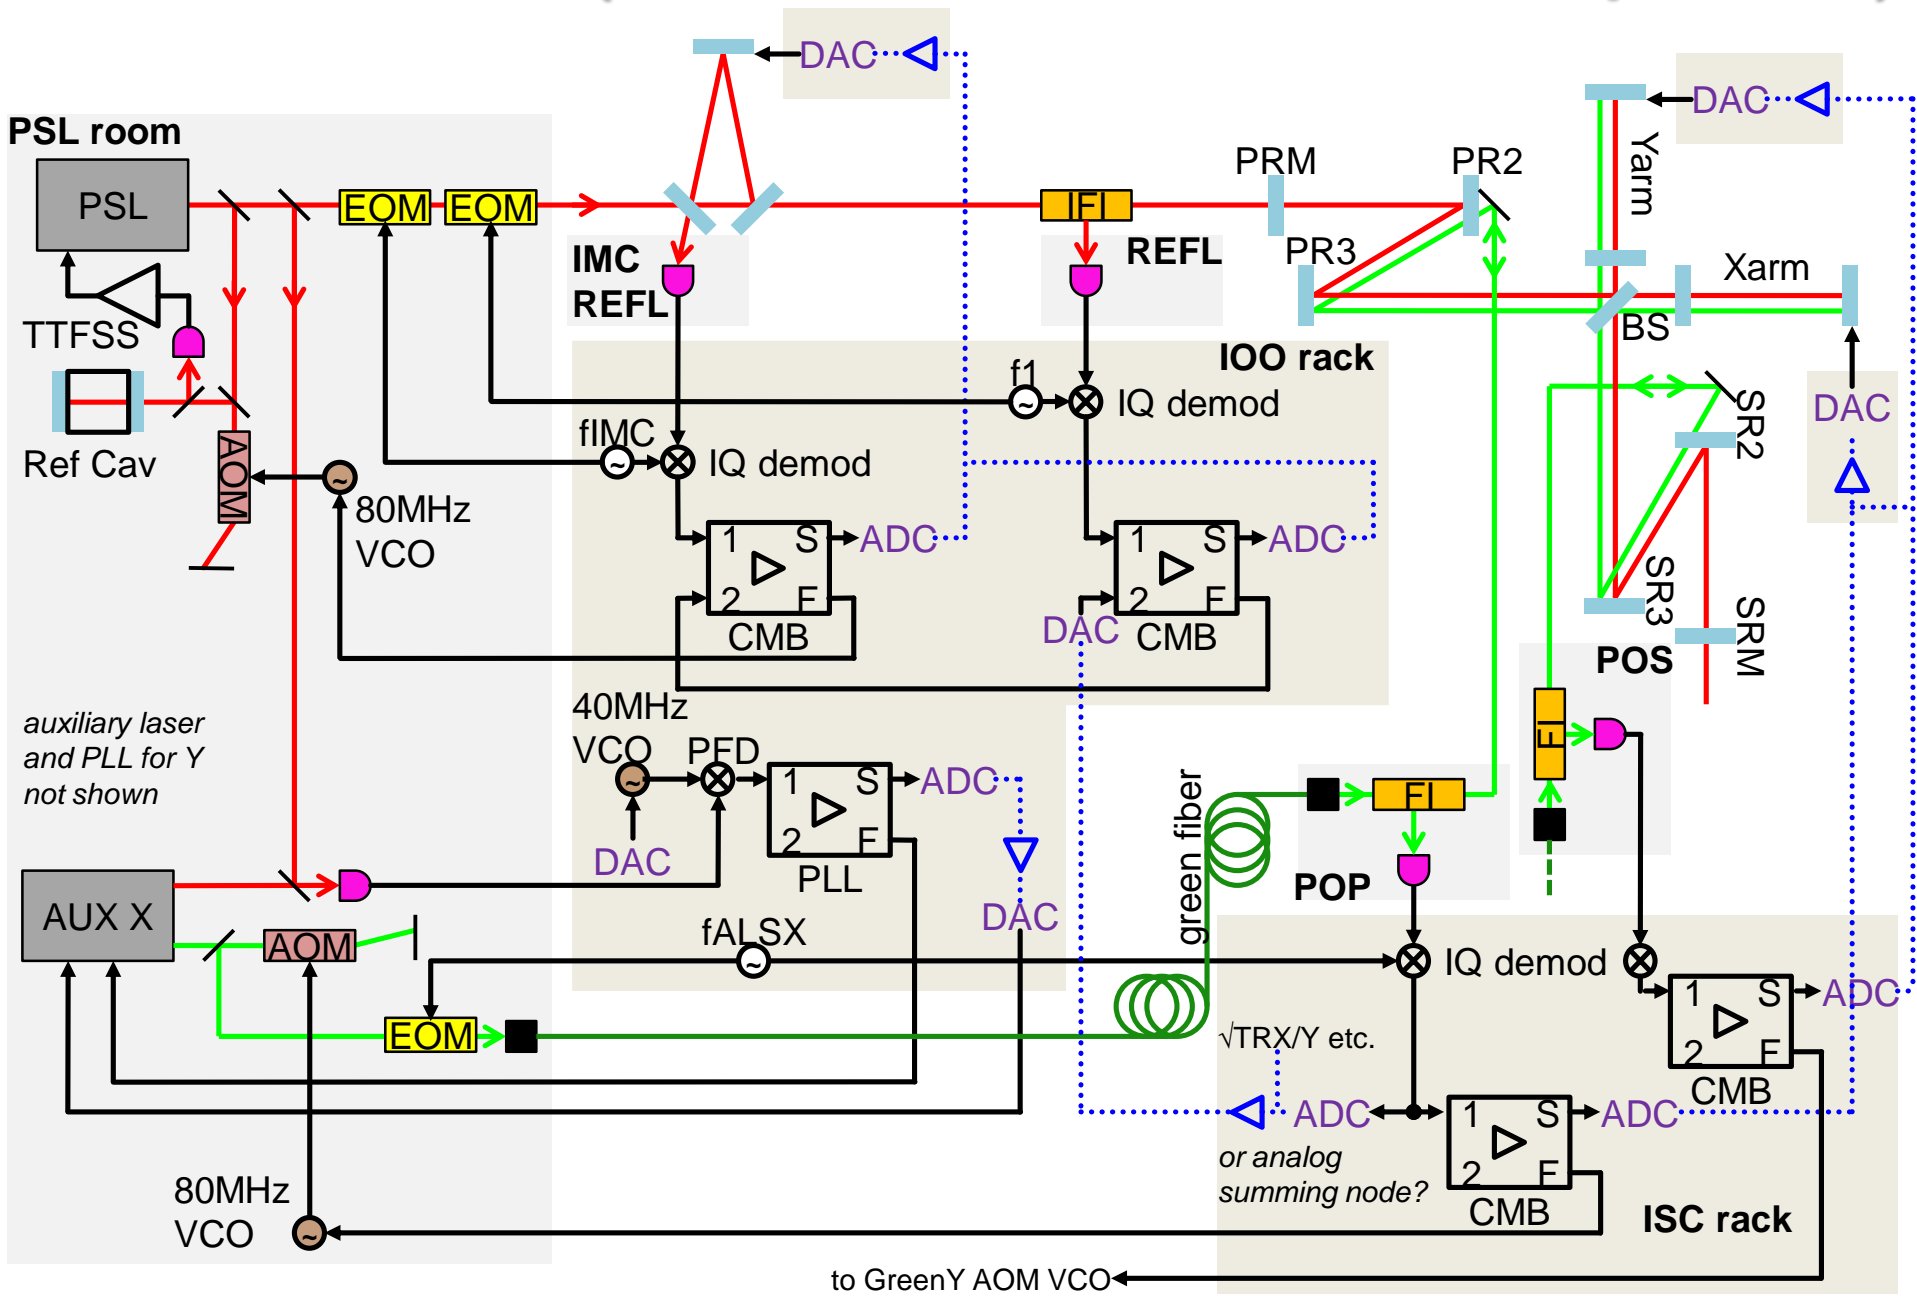 DAC
DAC
PSL room
PSL
EOM
EOM
IFI
PRM
PR2
Yarm
IMC
REFL
REFL
PR3
Xarm
BS
TTFSS
IOO rack
f1
IQ demod
DAC
SR2
Ref Cav
AOM
fIMC
IQ demod
80MHz
VCO
1 S
2 F
CMB
ADC
1 S
2 F
CMB
ADC
DAC
SR3
SRM
POS
auxiliary laser
and PLL for Y
not shown
40MHz
VCO
PFD
DAC
1 S
2 F
PLL
ADC
DAC
green fiber
FI
FI
POP
AUX X
AOM
fALSX
IQ demod
EOM
1 S
2 F
CMB
ADC
√TRX/Y etc.
ADC
or analog
summing node?
1 S
2 F
CMB
ADC
80MHz
VCO
ISC rack
to GreenY AOM VCO